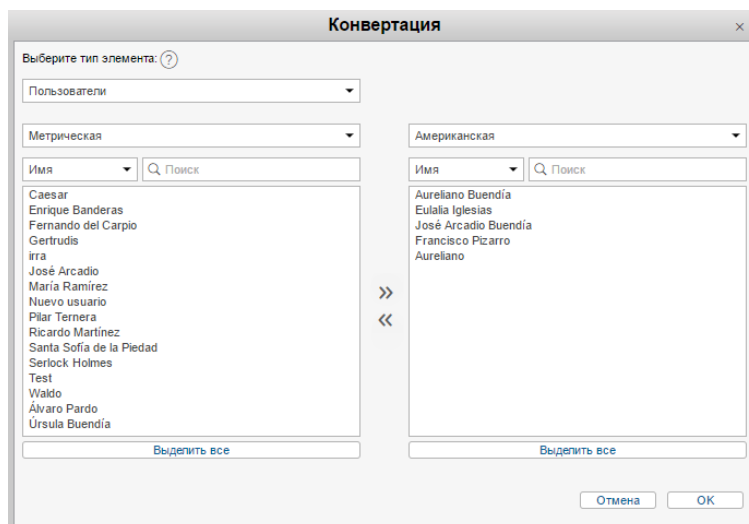 Конвертация
Выберите тип элемента: ?
Пользователи
Метрическая
Имя Поиск
Caesar
Enrique Banderas
Fernando del Carpio
Gertrudis
irra
José Arcadio
María Ramírez
Nuevo usuario
Pilar Ternera
Ricardo Martínez
Santa Sofía de la Piedad
Serlock Holmes
Test
Waldo
Álvaro Pardo
Úrsula Buendía
Выделить все
Американская
Имя Поиск
Aureliano Buendía
Eulalia Iglesias
José Arcadio Buendía
Francisco Pizarro
Aureliano
Выделить все
Отмена OK